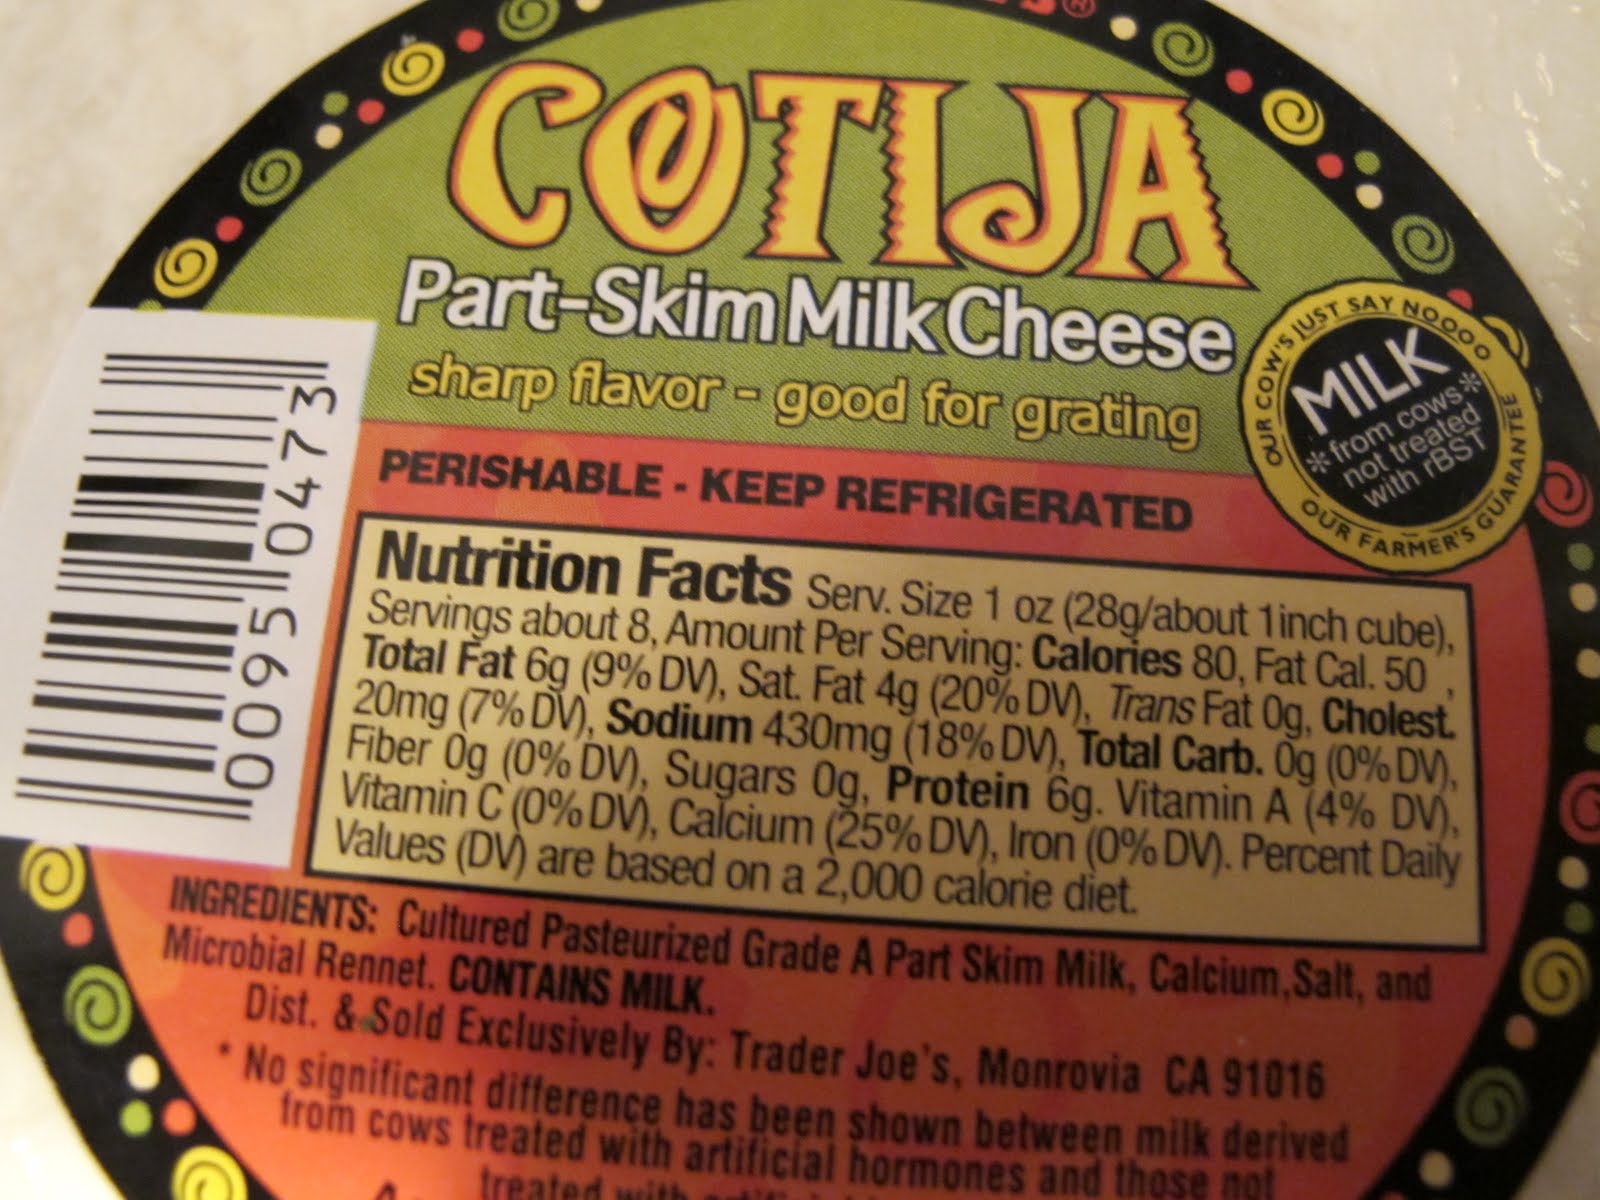 COTIJA
Part-Skim Milk Cheese
sharp flavor - good for grating
OUR COW'S JUST SAY NOOOO
MILK
*from cows*
not treated
with rBST
OUR FARMER'S GUARANTEE
PERISHABLE - KEEP REFRIGERATED
0095 0473
Nutrition Facts Serv. Size 1 oz (28g/about 1inch cube),
Servings about 8, Amount Per Serving: Calories 80, Fat Cal. 50 ,
Total Fat 6g (9% DV), Sat. Fat 4g (20% DV), Trans Fat 0g, Cholest.
20mg (7% DV), Sodium 430mg (18% DV), Total Carb. 0g (0% DV),
Fiber 0g (0% DV), Sugars 0g, Protein 6g. Vitamin A (4% DV),
Vitamin C (0% DV), Calcium (25% DV), Iron (0% DV). Percent Daily
Values (DV) are based on a 2,000 calorie diet.
INGREDIENTS: Cultured Pasteurized Grade A Part Skim Milk, Calcium,Salt, and
Microbial Rennet. CONTAINS MILK.
Dist. & Sold Exclusively By: Trader Joe's, Monrovia CA 91016
* No significant difference has been shown between milk derived
from cows treated with artificial hormones and those not
treated with